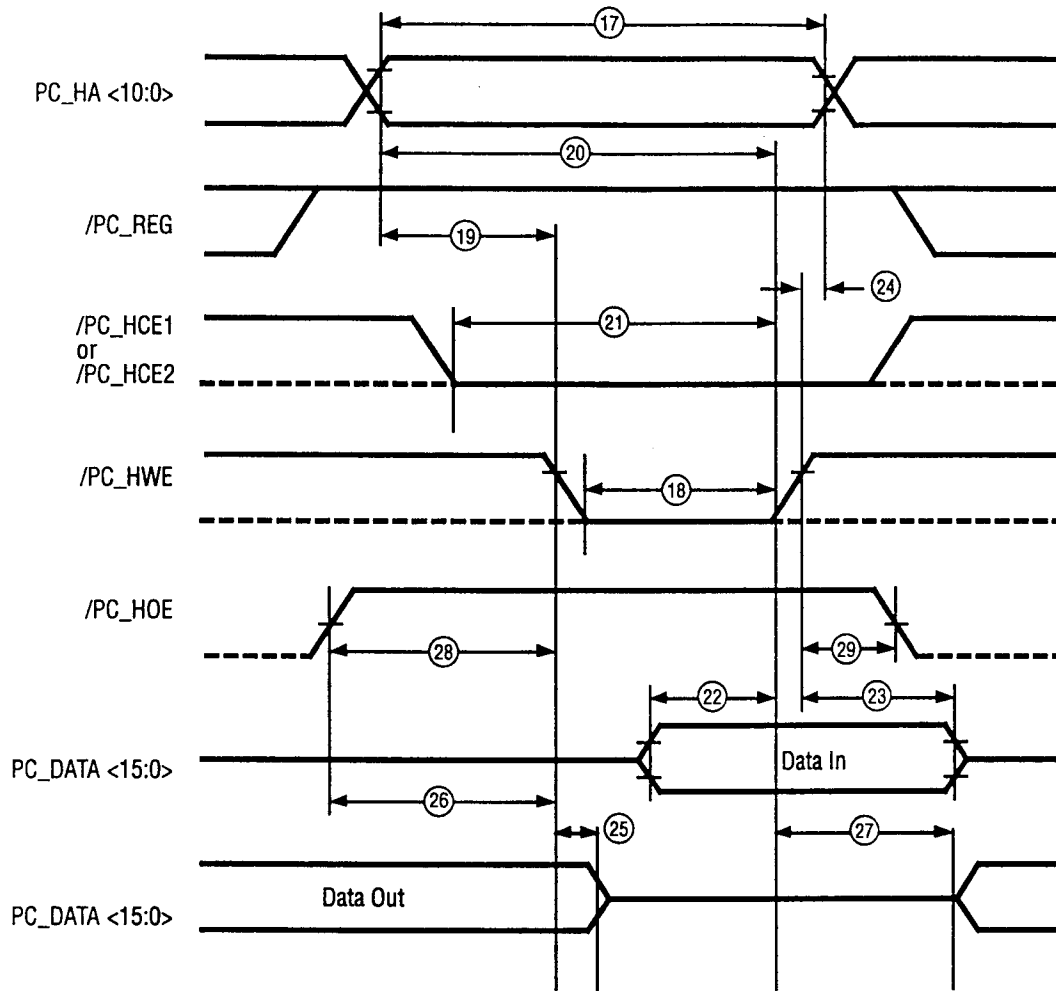 17
PC_HA <10:0>
20
/PC_REG
19
24
/PC_HCE1
or
/PC_HCE2
21
/PC_HWE
18
/PC_HOE
28
29
22
23
PC_DATA <15:0>
Data In
26
25
27
Data Out
PC_DATA <15:0>